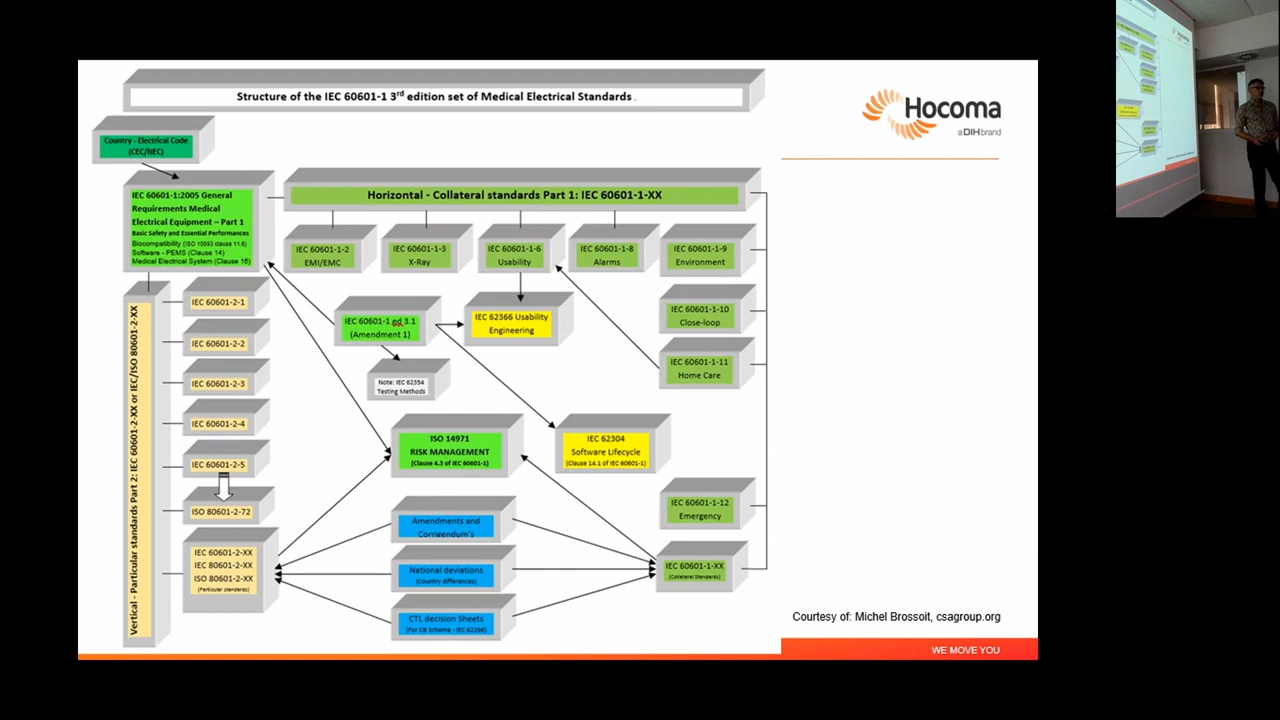 Structure of the IEC 60601-1 3rd edition set of Medical Electrical Standards .
Hocoma
a DIH brand
Country - Electrical Code
(CEC/NEC)
IEC 60601-1:2005 General
Requirements Medical
Electrical Equipment – Part 1
Basic Safety and Essential Performances
Biocompatibility (ISO 10993 clause 11.8)
Software - PEMS (Clause 14)
Medical Electrical System (Clause 16)
Horizontal - Collateral standards Part 1: IEC 60601-1-XX
IEC 60601-1-2
EMI/EMC
IEC 60601-1-3
X-Ray
IEC 60601-1-6
Usability
IEC 60601-1-8
Alarms
IEC 60601-1-9
Environment
IEC 60601-1-10
Close-loop
IEC 60601-1-11
Home Care
IEC 60601-1 ed 3.1
(Amendment 1)
IEC 62366 Usability
Engineering
Note: IEC 62354
Testing Methods
Vertical - Particular standards Part 2: IEC 60601-2-XX or IEC/ISO 80601-2-XX
IEC 60601-2-1
IEC 60601-2-2
IEC 60601-2-3
IEC 60601-2-4
IEC 60601-2-5
ISO 80601-2-72
IEC 60601-2-XX
IEC 80601-2-XX
ISO 80601-2-XX
(Particular standards)
ISO 14971
RISK MANAGEMENT
(Clause 4.3 of IEC 60601-1)
IEC 62304
Software Lifecycle
(Clause 14.1 of IEC 60601-1)
Amendments and
Corrigendum's
National deviations
(Country differences)
CTL decision Sheets
(For CB Scheme - IEC 62296)
IEC 60601-1-12
Emergency
IEC 60601-1-XX
(Collateral Standards)
Courtesy of: Michel Brossoit, csagroup.org
WE MOVE YOU